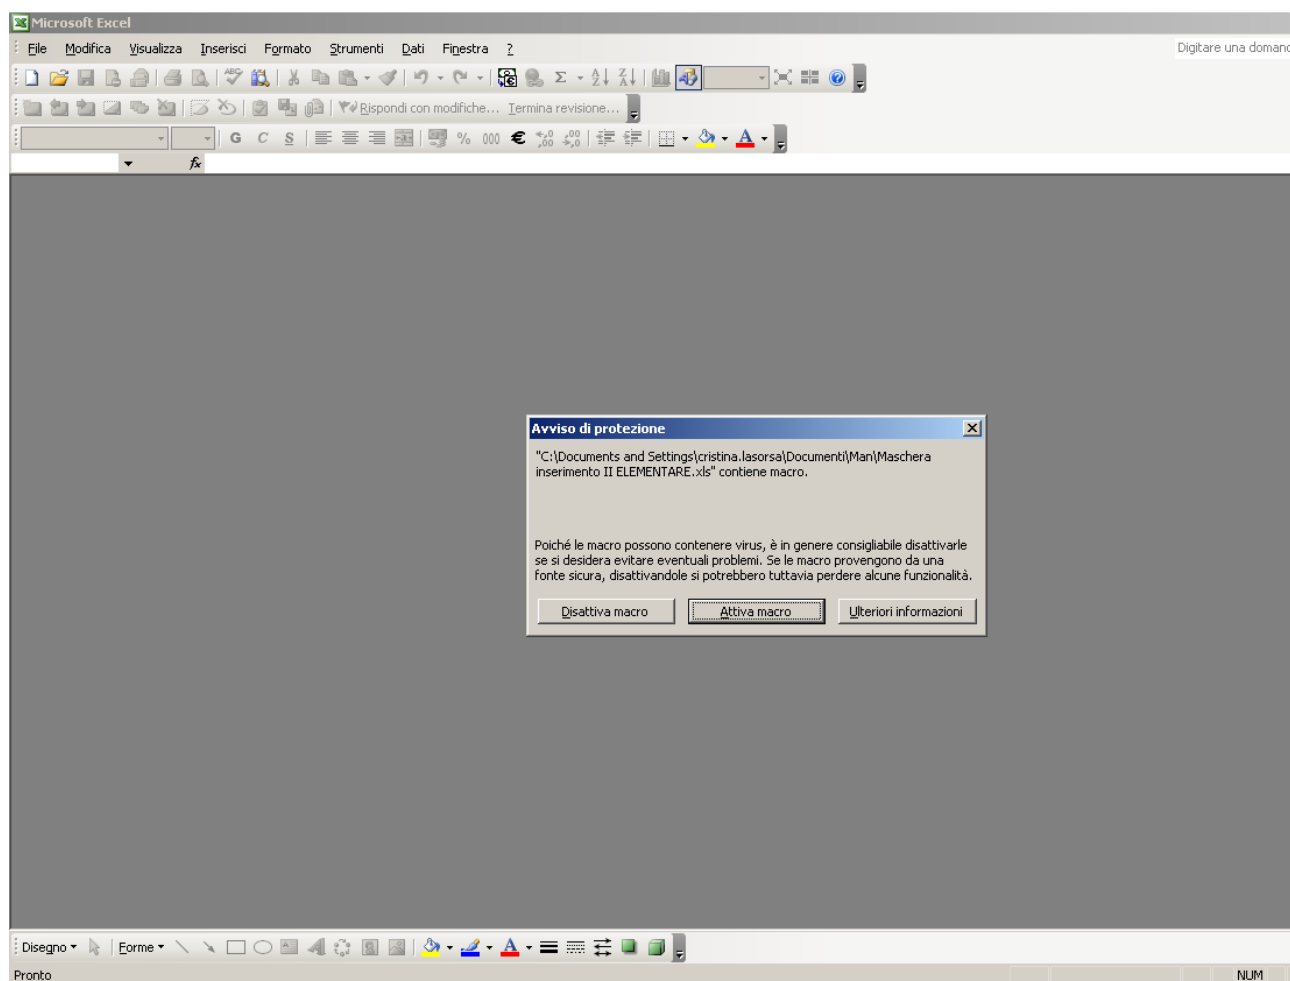 Microsoft Excel
File Modifica Visualizza Inserisci Formato Strumenti Dati Finestra ?
Digitare una domand
Rispondi con modifiche... Termina revisione...
G C S % 000 €
fx
Avviso di protezione
"C:\Documents and Settings\cristina.lasorsa\Documenti\Man\Maschera
inserimento II ELEMENTARE.xls" contiene macro.
Poiché le macro possono contenere virus, è in genere consigliabile disattivarle
se si desidera evitare eventuali problemi. Se le macro provengono da una
fonte sicura, disattivandole si potrebbero tuttavia perdere alcune funzionalità.
Disattiva macro Attiva macro Ulteriori informazioni
Disegno Forme
Pronto NUM